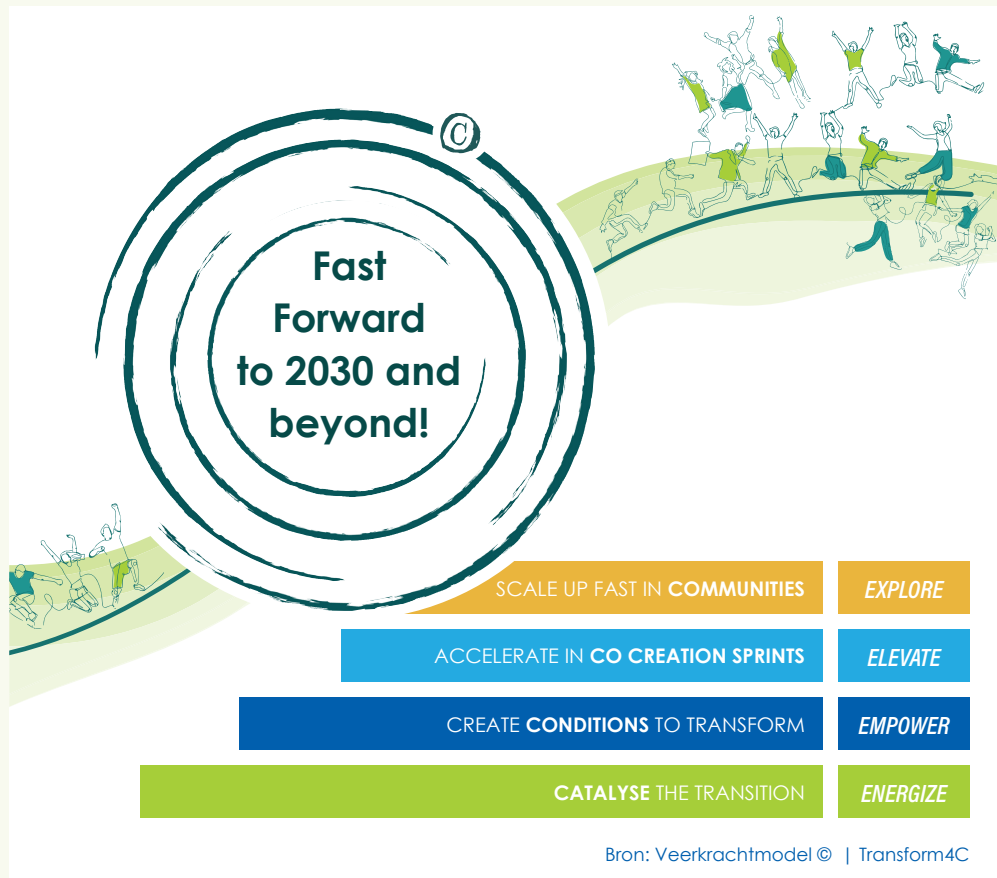 C
Fast
Forward
to 2030 and
beyond!
SCALE UP FAST IN COMMUNITIES EXPLORE
ACCELERATE IN CO CREATION SPRINTS ELEVATE
CREATE CONDITIONS TO TRANSFORM EMPOWER
CATALYSE THE TRANSITION ENERGIZE
Bron: Veerkrachtmodel © | Transform4C